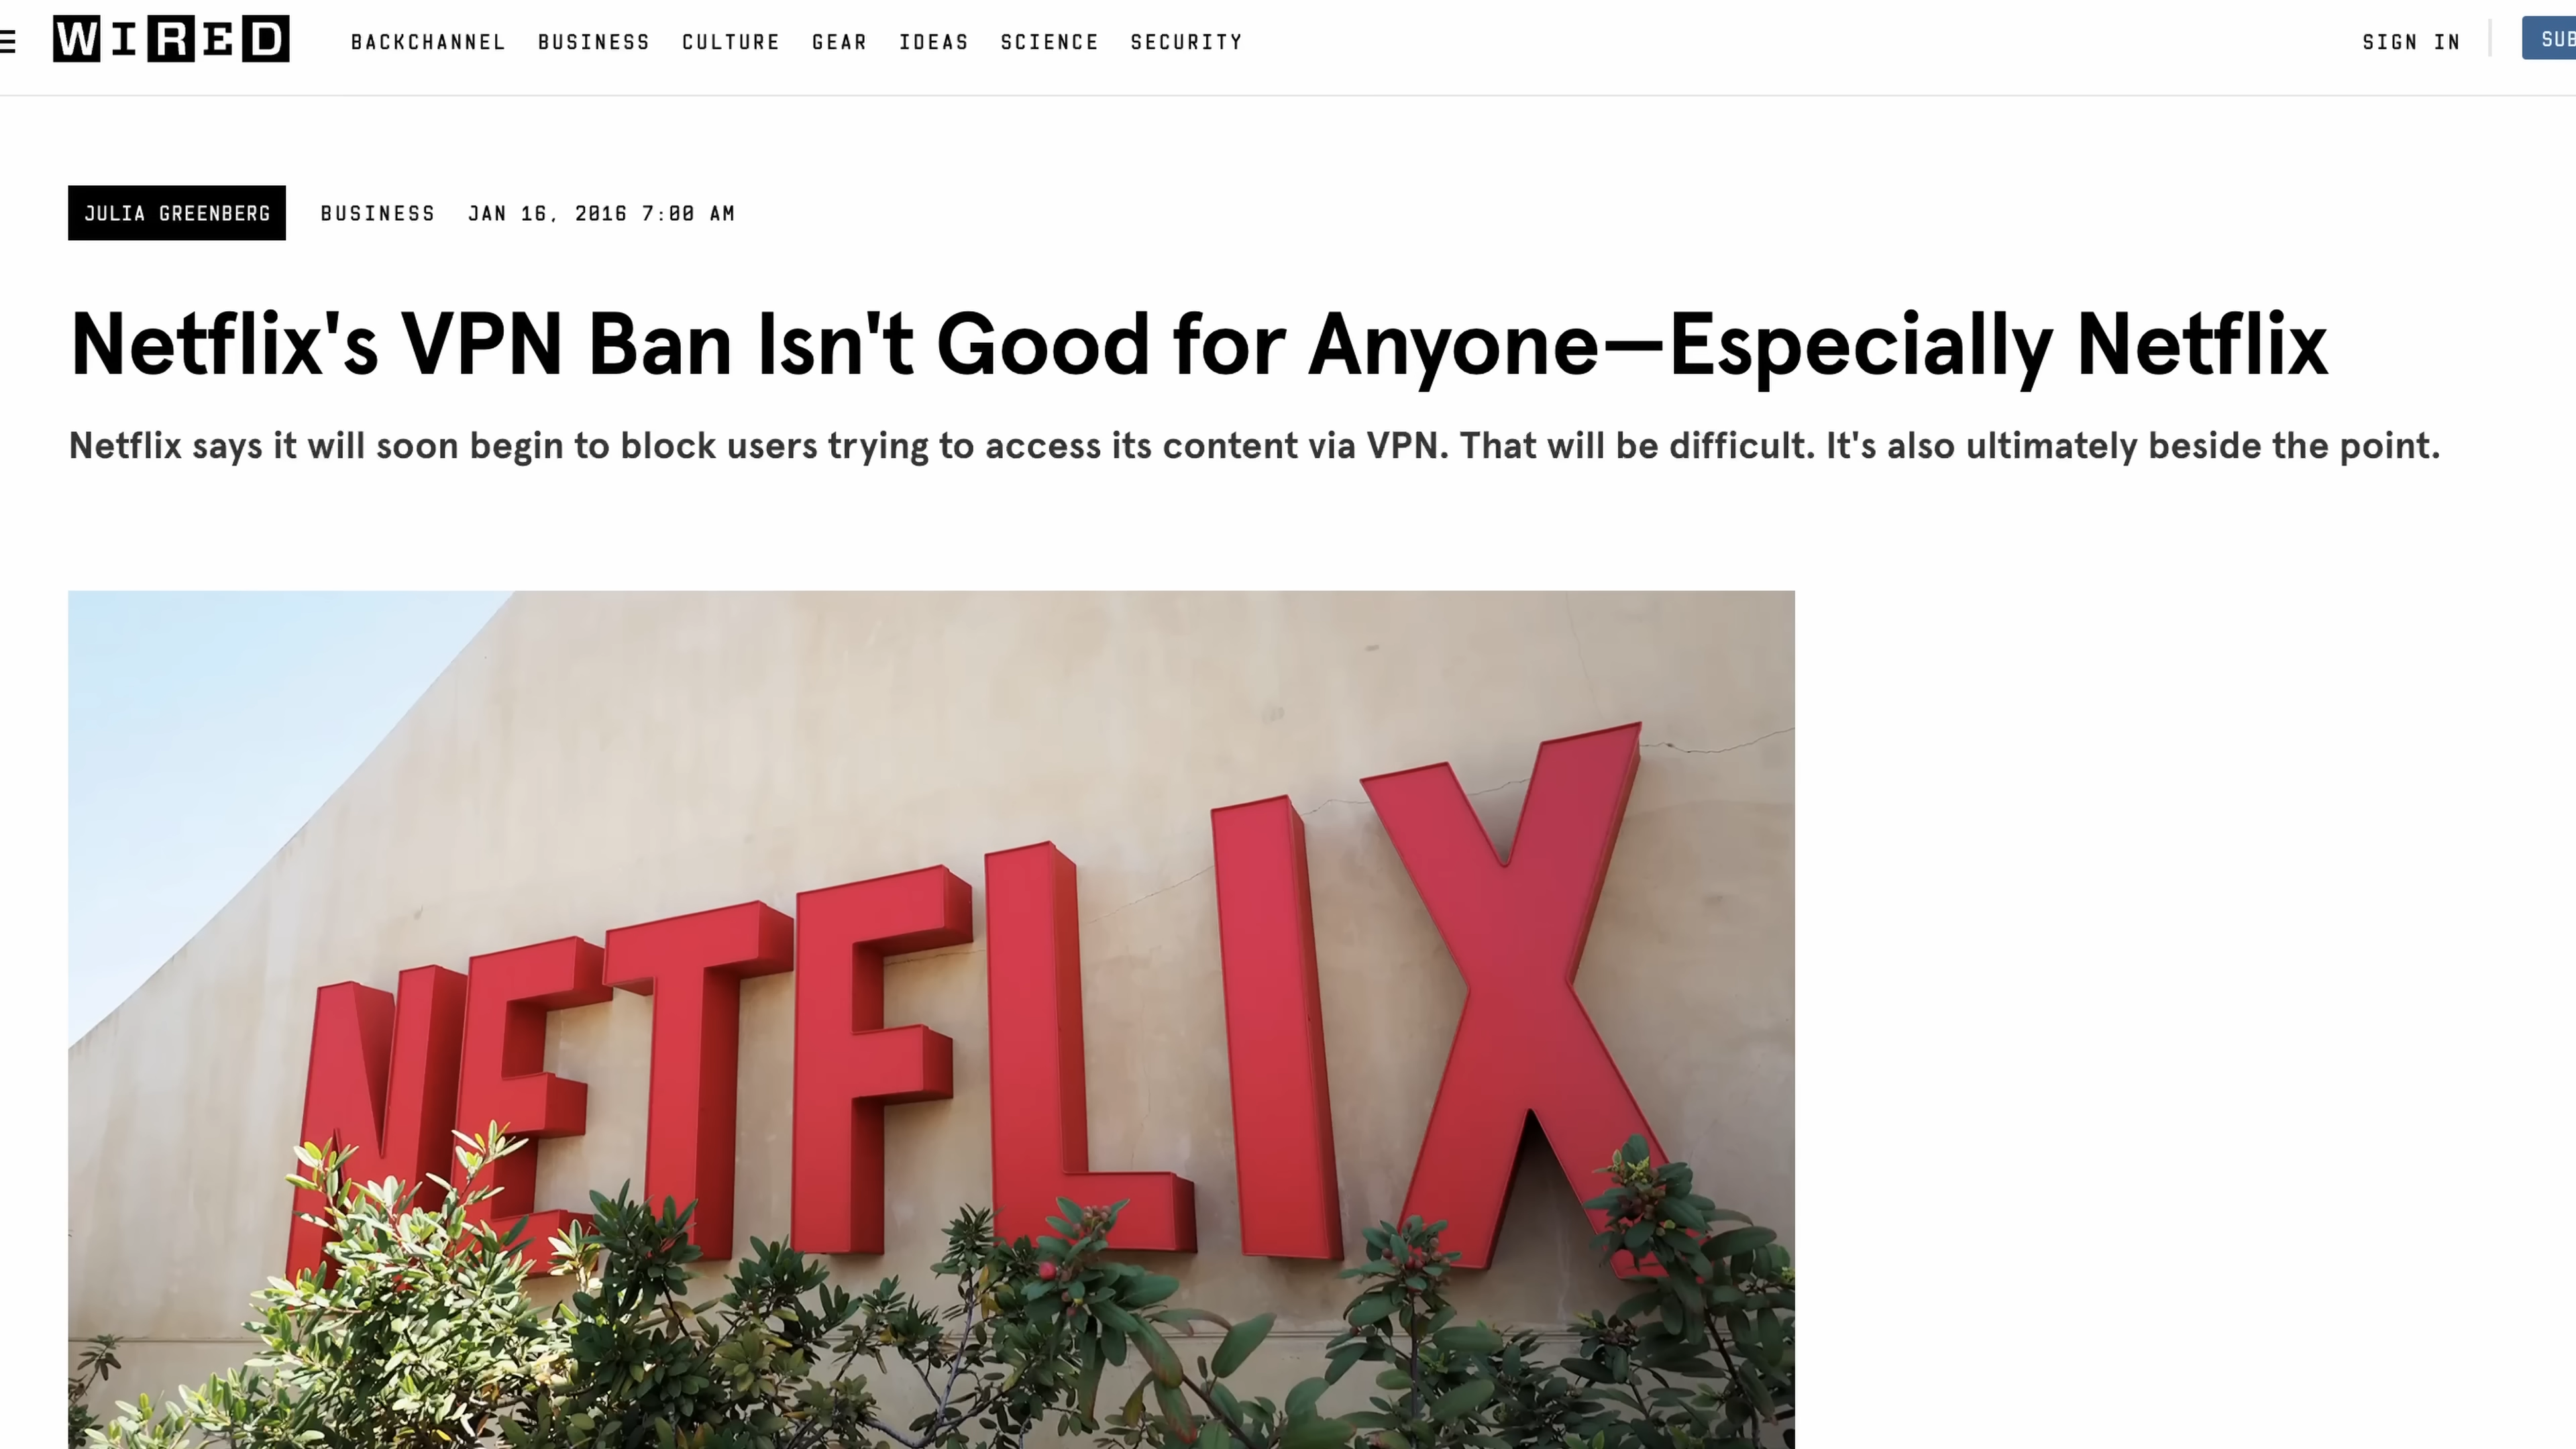 WIRED BACKCHANNEL BUSINESS CULTURE GEAR IDEAS SCIENCE SECURITY SIGN IN
JULIA GREENBERG BUSINESS JAN 16, 2016 7:00 AM
Netflix's VPN Ban Isn't Good for Anyone—Especially Netflix
Netflix says it will soon begin to block users trying to access its content via VPN. That will be difficult. It's also ultimately beside the point.
NETFLIX